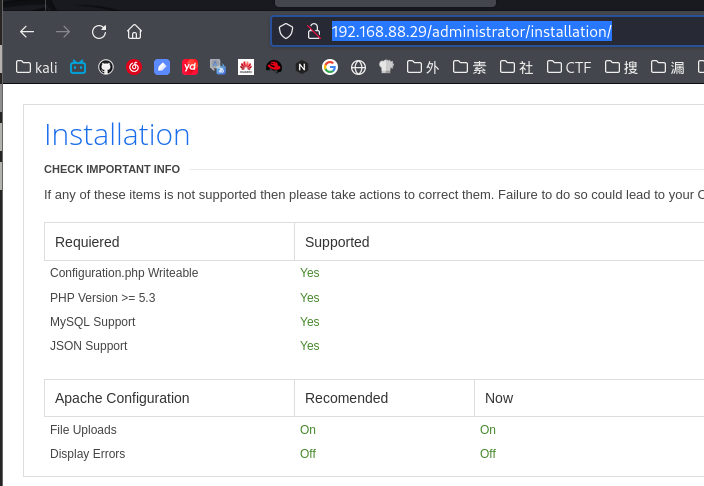 192.168.88.29/administrator/installation/
kali yd N G 外 素 社 CTF 搜 漏
Installation
CHECK IMPORTANT INFO
If any of these items is not supported then please take actions to correct them. Failure to do so could lead to your
Requiered Supported
Configuration.php Writeable Yes
PHP Version >= 5.3 Yes
MySQL Support Yes
JSON Support Yes
Apache Configuration Recomended Now
File Uploads On On
Display Errors Off Off